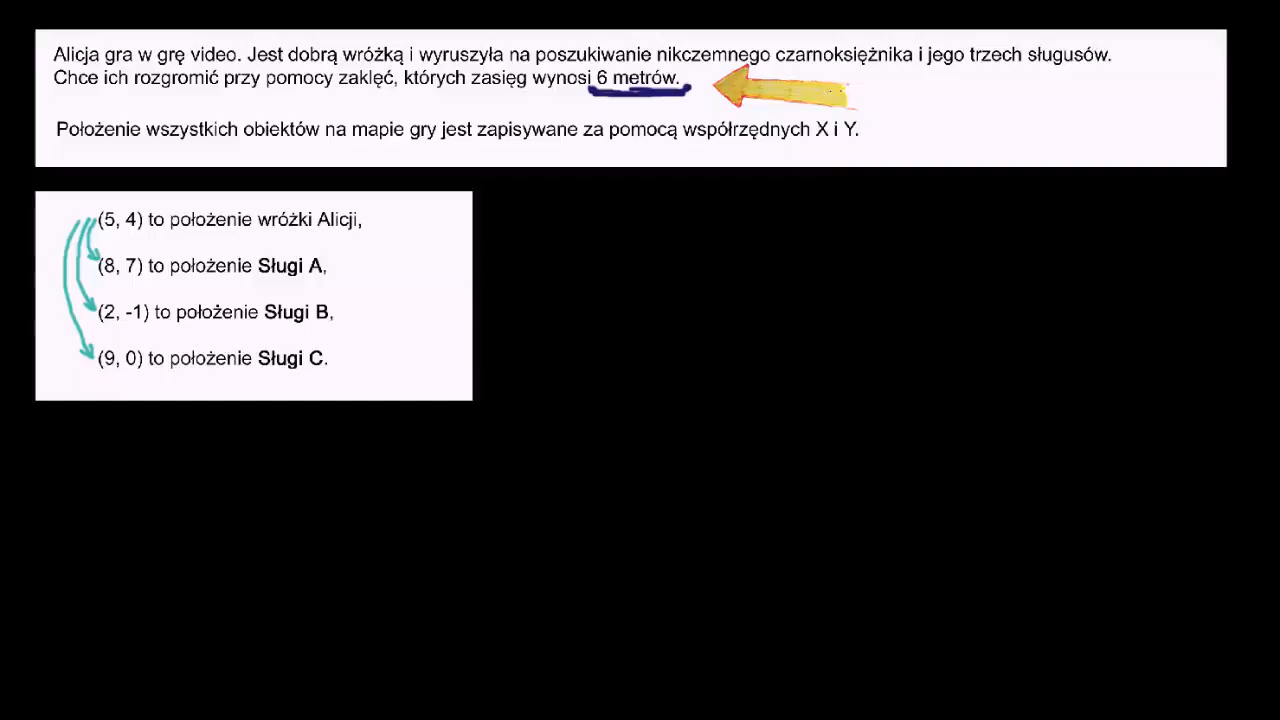 Alicja gra w grę video. Jest dobrą wróżką i wyruszyła na poszukiwanie nikczemnego czarnoksiężnika i jego trzech sługusów.
Chce ich rozgromić przy pomocy zaklęć, których zasięg wynosi 6 metrów.
Położenie wszystkich obiektów na mapie gry jest zapisywane za pomocą współrzędnych X i Y.
(5, 4) to położenie wróżki Alicji,
(8, 7) to położenie Sługi A,
(2, -1) to położenie Sługi B,
(9, 0) to położenie Sługi C.